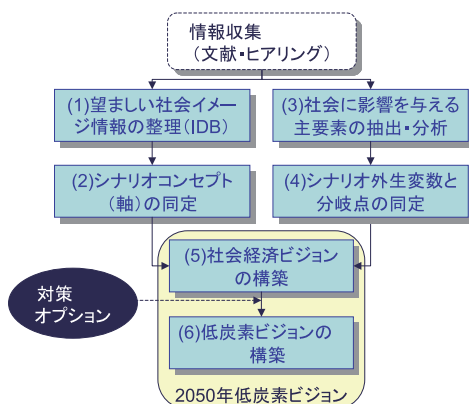 情報収集
(文献・ヒアリング)
(1)望ましい社会イメー
ジ情報の整理(IDB)
(3)社会に影響を与える
主要素の抽出・分析
(2)シナリオコンセプト
(軸)の同定
(4)シナリオ外生変数と
分岐点の同定
(5)社会経済ビジョン
の構築
対策
オプション
(6)低炭素ビジョンの
構築
2050年低炭素ビジョン